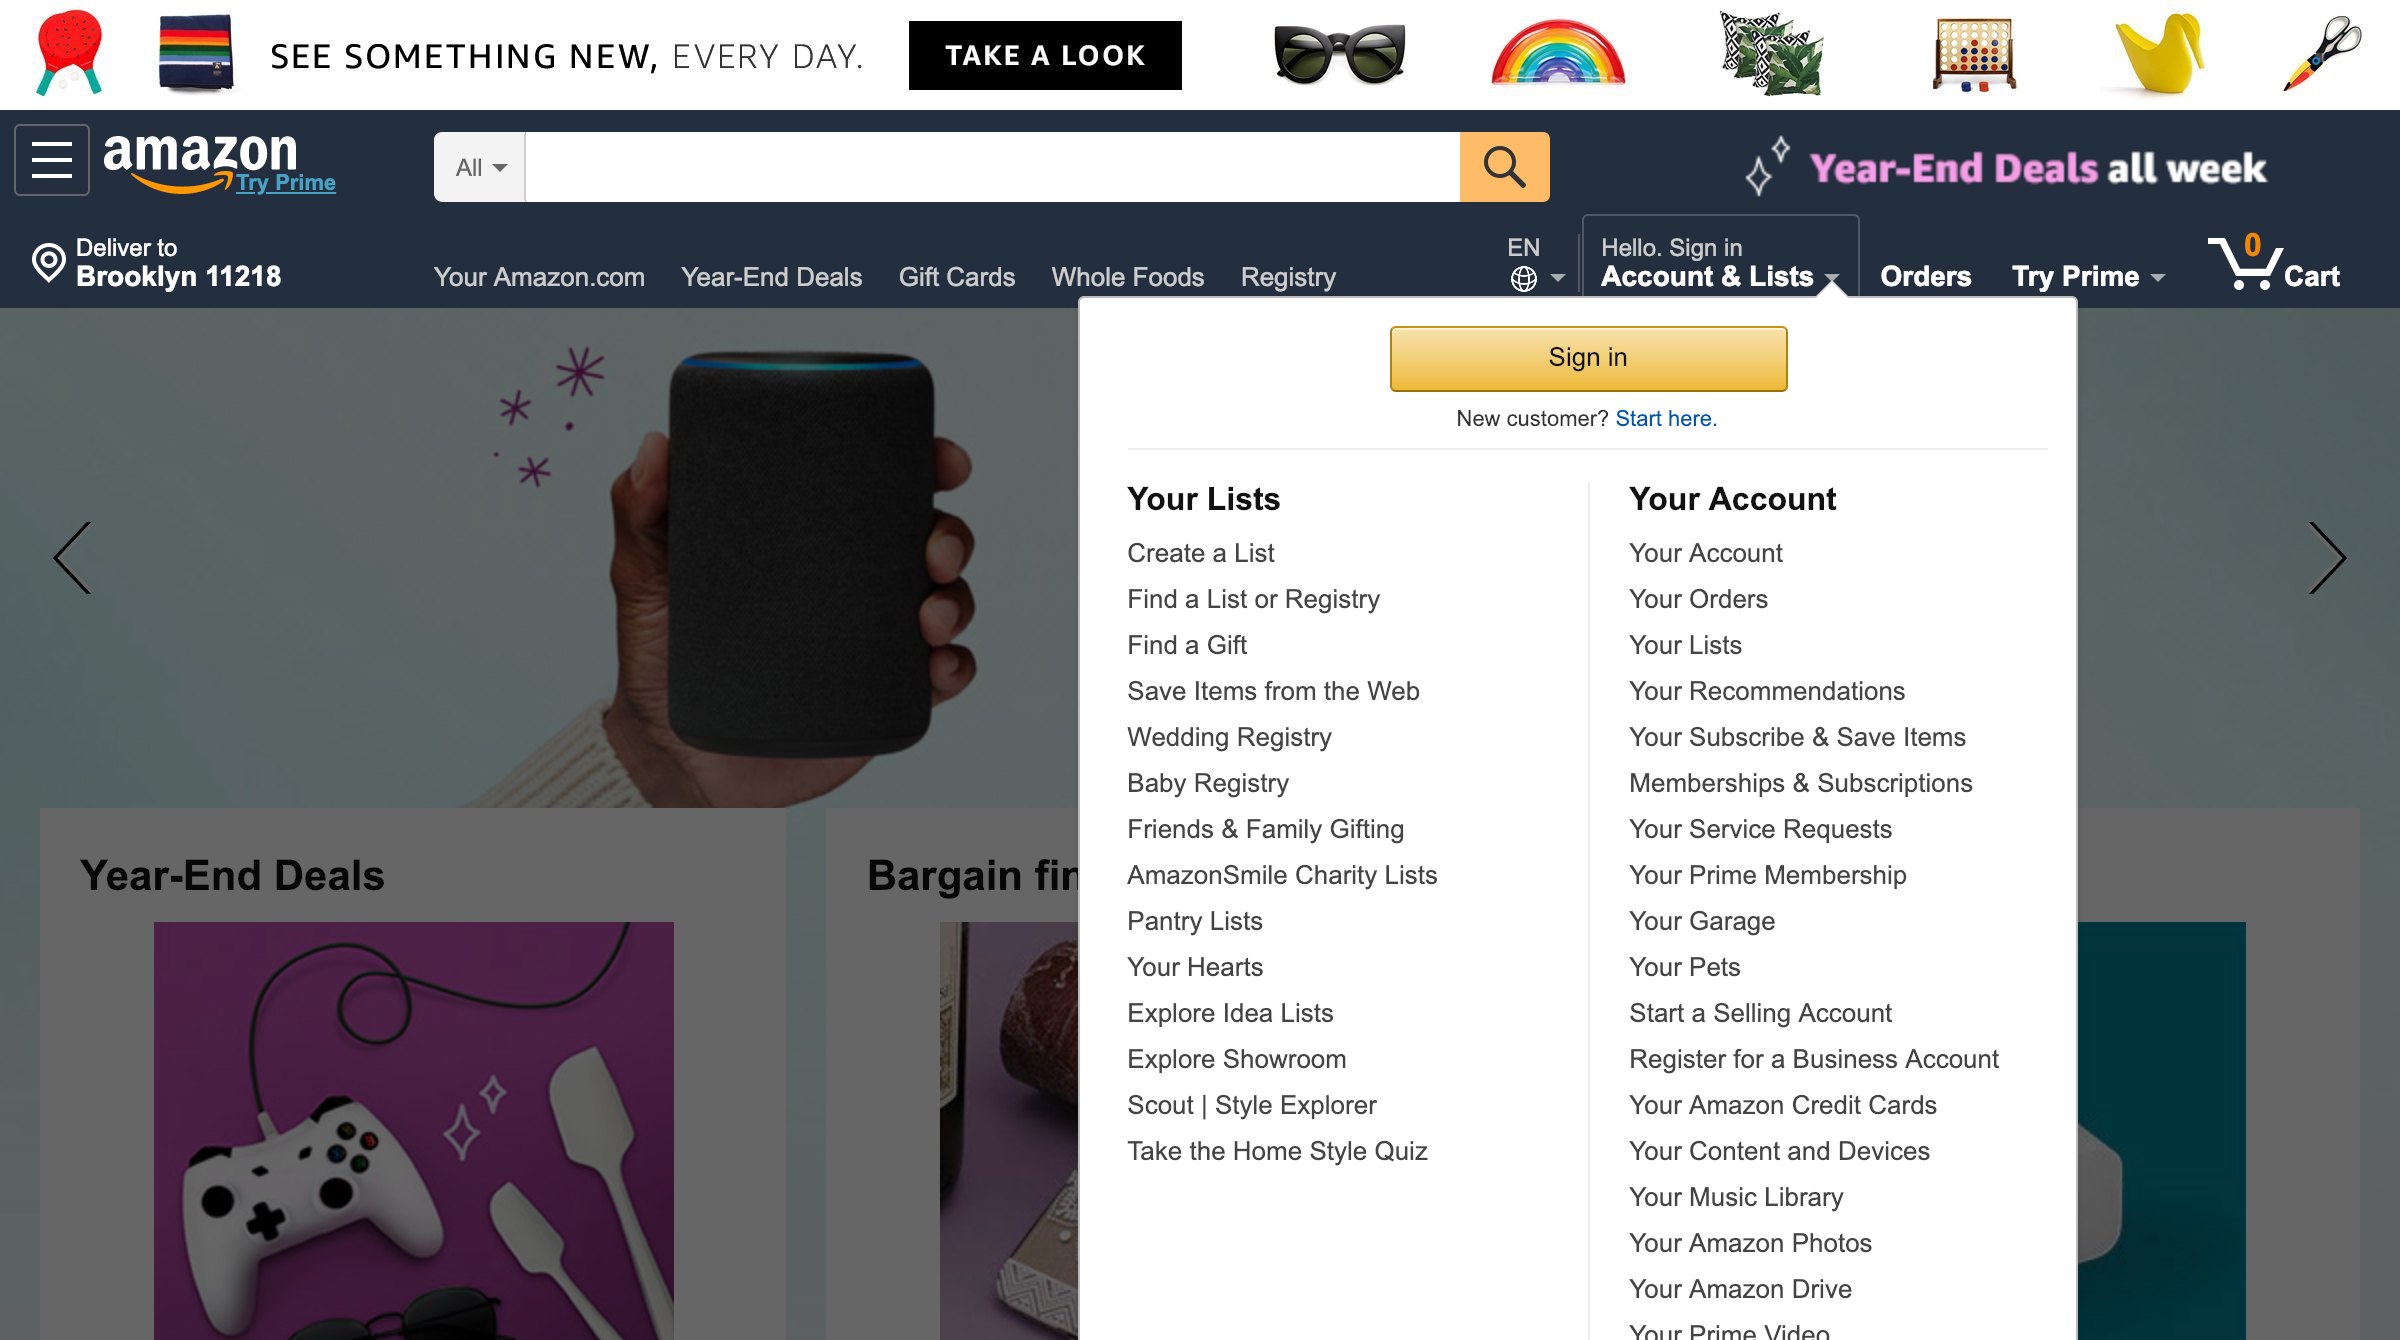 SEE SOMETHING NEW, EVERY DAY.
TAKE A LOOK
amazon
Try Prime
All
Year-End Deals all week
Deliver to
Brooklyn 11218
Your Amazon.com
Year-End Deals
Gift Cards
Whole Foods
Registry
EN
Hello. Sign in
Account & Lists
Orders
Try Prime
0
Cart
Sign in
New customer? Start here.
Your Lists
Create a List
Find a List or Registry
Find a Gift
Save Items from the Web
Wedding Registry
Baby Registry
Friends & Family Gifting
AmazonSmile Charity Lists
Pantry Lists
Your Hearts
Explore Idea Lists
Explore Showroom
Scout | Style Explorer
Take the Home Style Quiz
Your Account
Your Account
Your Orders
Your Lists
Your Recommendations
Your Subscribe & Save Items
Memberships & Subscriptions
Your Service Requests
Your Prime Membership
Your Garage
Your Pets
Start a Selling Account
Register for a Business Account
Your Amazon Credit Cards
Your Content and Devices
Your Music Library
Your Amazon Photos
Your Amazon Drive
Your Prime Video
Year-End Deals
Bargain